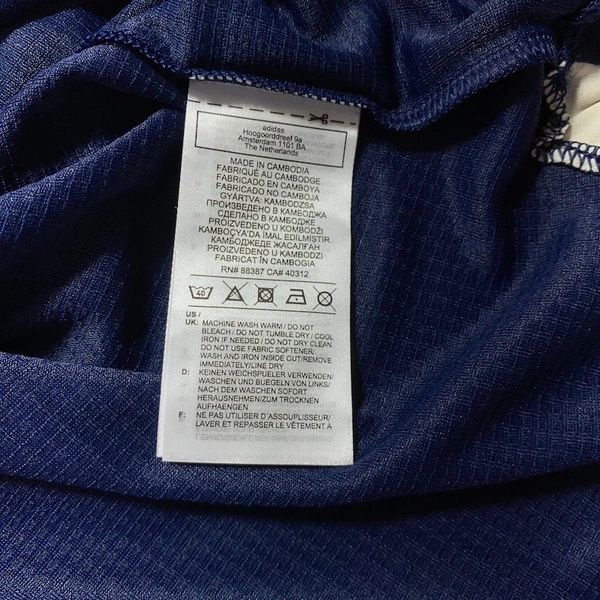 adidas
Hoogoorddreef 9a
Amsterdam 1101 BA
The Netherlands
MADE IN CAMBODIA
FABRIQUÉ AU CAMBODGE
FABRICADO EN CAMBOYA
FABRICADO NO CAMBOJA
GYÁRTVA: KAMBODZSA
ПРОИЗВЕДЕНО В КАМБОДЖА
СДЕЛАНО В КАМБОДЖЕ
PROIZVEDENO U KOMBODŽI
KAMBOÇYA'DA İMAL EDİLMİŞTİR.
КАМБОДЖЕДЕ ЖАСАЛҒАН
PROIZVEDENO U KAMBODZI
FABRICAT ÎN CAMBOGIA
RN# 88387 CA# 40312
40
US /
UK: MACHINE WASH WARM / DO NOT
BLEACH / DO NOT TUMBLE DRY / COOL
IRON IF NEEDED / DO NOT DRY CLEAN
DO NOT USE FABRIC SOFTENER/
WASH AND IRON INSIDE OUT/REMOVE
IMMEDIATELY/LINE DRY
D: KEINEN WEICHSPUELER VERWENDEN/
WASCHEN UND BUEGELN VON LINKS/
NACH DEM WASCHEN SOFORT
HERAUSNEHMEN/ZUM TROCKNEN
AUFHAENGEN
F: NE PAS UTILISER D'ASSOUPLISSEUR/
LAVER ET REPASSER LE VÊTEMENT À